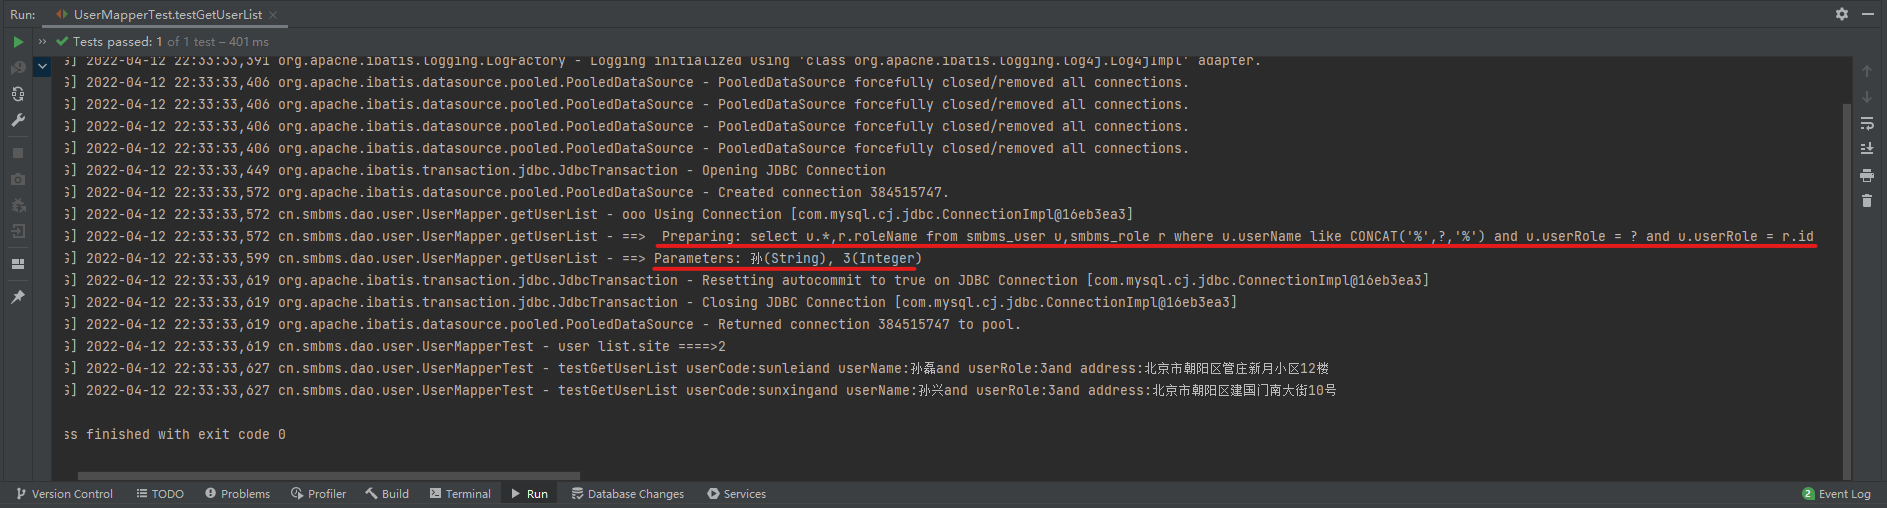 Run: UserMapperTest.testGetUserList
Tests passed: 1 of 1 test – 401 ms
G] 2022-04-12 22:33:33,391 org.apache.ibatis.logging.LogFactory - Logging initialized using 'class org.apache.ibatis.logging.log4j.Log4jImpl' adapter.
G] 2022-04-12 22:33:33,406 org.apache.ibatis.datasource.pooled.PooledDataSource - PooledDataSource forcefully closed/removed all connections.
G] 2022-04-12 22:33:33,406 org.apache.ibatis.datasource.pooled.PooledDataSource - PooledDataSource forcefully closed/removed all connections.
G] 2022-04-12 22:33:33,406 org.apache.ibatis.datasource.pooled.PooledDataSource - PooledDataSource forcefully closed/removed all connections.
G] 2022-04-12 22:33:33,406 org.apache.ibatis.datasource.pooled.PooledDataSource - PooledDataSource forcefully closed/removed all connections.
G] 2022-04-12 22:33:33,449 org.apache.ibatis.transaction.jdbc.JdbcTransaction - Opening JDBC Connection
G] 2022-04-12 22:33:33,572 org.apache.ibatis.datasource.pooled.PooledDataSource - Created connection 384515747.
G] 2022-04-12 22:33:33,572 cn.smbms.dao.user.UserMapper.getUserList - ooo Using Connection [com.mysql.cj.jdbc.ConnectionImpl@16eb3ea3]
G] 2022-04-12 22:33:33,572 cn.smbms.dao.user.UserMapper.getUserList - ==>  Preparing: select u.*,r.roleName from smbms_user u,smbms_role r where u.userName like CONCAT('%',?,'%') and u.userRole = ? and u.userRole = r.id
G] 2022-04-12 22:33:33,599 cn.smbms.dao.user.UserMapper.getUserList - ==> Parameters: 孙(String), 3(Integer)
G] 2022-04-12 22:33:33,619 org.apache.ibatis.transaction.jdbc.JdbcTransaction - Resetting autocommit to true on JDBC Connection [com.mysql.cj.jdbc.ConnectionImpl@16eb3ea3]
G] 2022-04-12 22:33:33,619 org.apache.ibatis.transaction.jdbc.JdbcTransaction - Closing JDBC Connection [com.mysql.cj.jdbc.ConnectionImpl@16eb3ea3]
G] 2022-04-12 22:33:33,619 org.apache.ibatis.datasource.pooled.PooledDataSource - Returned connection 384515747 to pool.
G] 2022-04-12 22:33:33,619 cn.smbms.dao.user.UserMapperTest - user list.site ====>2
G] 2022-04-12 22:33:33,627 cn.smbms.dao.user.UserMapperTest - testGetUserList userCode:sunleiand userName:孙磊and userRole:3and address:北京市朝阳区管庄新月小区12楼
G] 2022-04-12 22:33:33,627 cn.smbms.dao.user.UserMapperTest - testGetUserList userCode:sunxingand userName:孙兴and userRole:3and address:北京市朝阳区建国门南大街10号
ss finished with exit code 0
Version Control TODO Problems Profiler Build Terminal Run Database Changes Services 2 Event Log